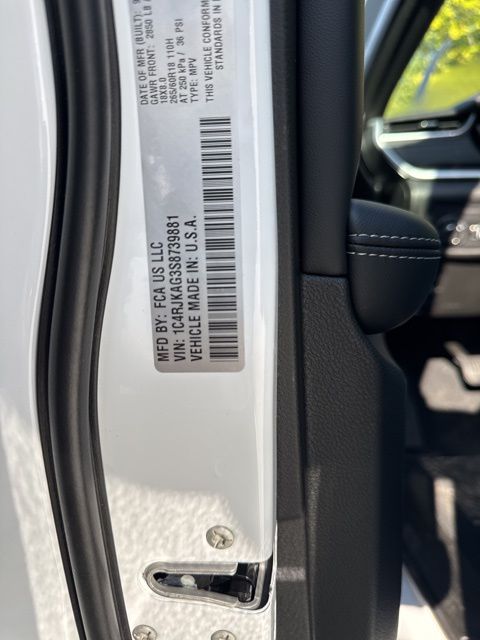 MFD BY: FCA US LLC
VIN: 1C4RJKAG3S8739881
VEHICLE MADE IN: U.S.A.
DATE OF MFR (BUILT):
GAWR FRONT: 2850 LB
18X8.0
265/60R18 110H
AT 250 kPa / 36 PSI
TYPE: MPV
THIS VEHICLE CONFORM
STANDARDS IN